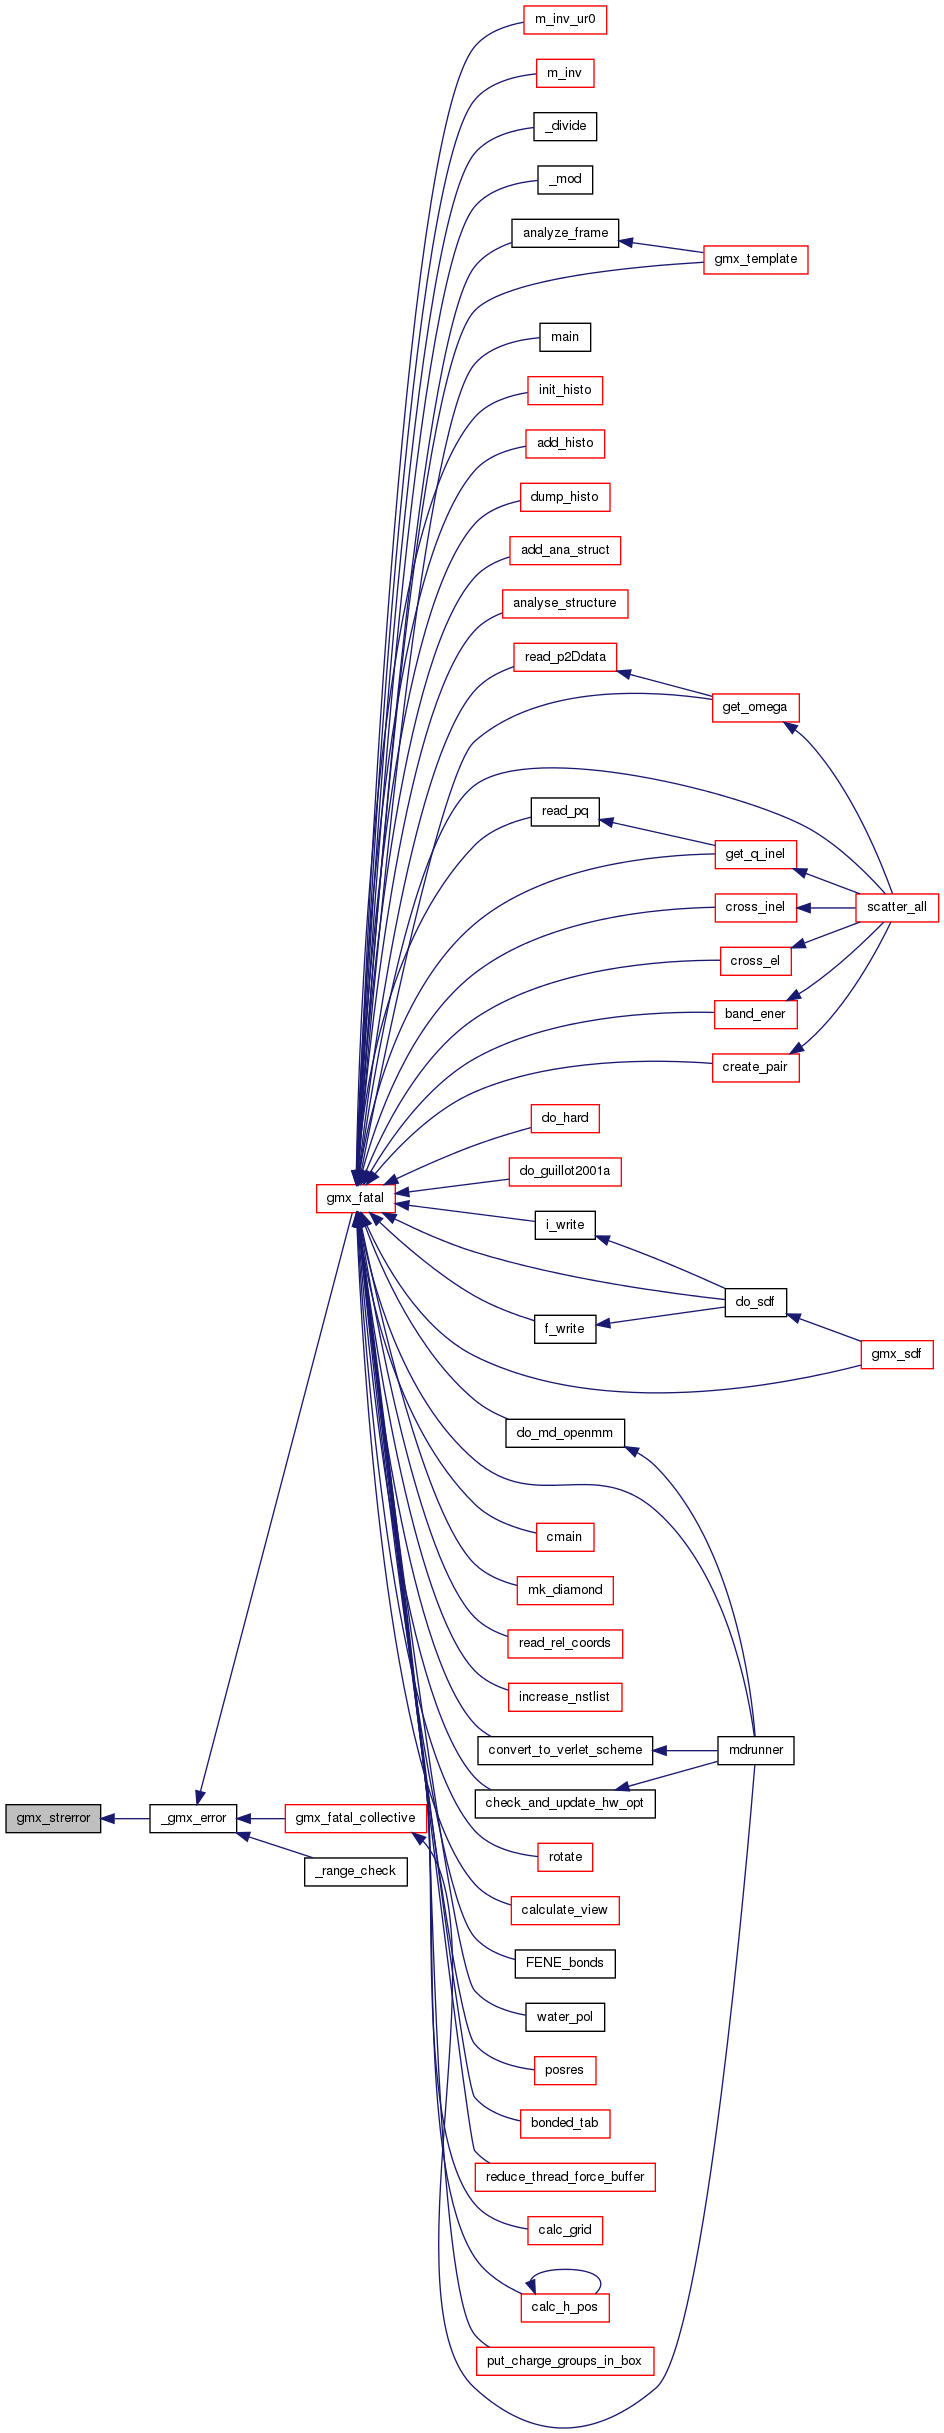 m_inv_ur0
m_inv
_divide
_mod
analyze_frame
gmx_template
main
init_histo
add_histo
dump_histo
add_ana_struct
analyse_structure
read_p2Ddata
get_omega
read_pq
get_q_inel
cross_inel
scatter_all
cross_el
band_ener
create_pair
do_hard
do_guillot2001a
gmx_fatal
i_write
do_sdf
f_write
gmx_sdf
do_md_openmm
cmain
mk_diamond
read_rel_coords
increase_nstlist
convert_to_verlet_scheme
mdrunner
check_and_update_hw_opt
gmx_strerror
_gmx_error
gmx_fatal_collective
rotate
_range_check
calculate_view
FENE_bonds
water_pol
posres
bonded_tab
reduce_thread_force_buffer
calc_grid
calc_h_pos
put_charge_groups_in_box